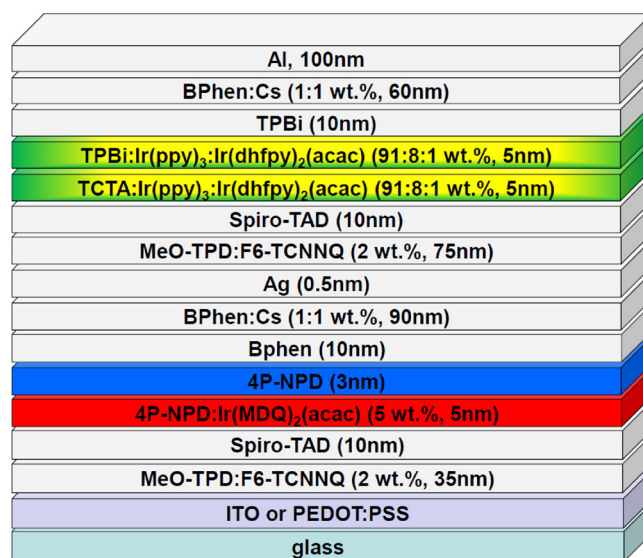 Al, 100nm
BPhen:Cs (1:1 wt.%, 60nm)
TPBi (10nm)
TPBi:Ir(ppy)₃:Ir(dhfpy)₂(acac) (91:8:1 wt.%, 5nm)
TCTA:Ir(ppy)₃:Ir(dhfpy)₂(acac) (91:8:1 wt.%, 5nm)
Spiro-TAD (10nm)
MeO-TPD:F6-TCNNQ (2 wt.%, 75nm)
Ag (0.5nm)
BPhen:Cs (1:1 wt.%, 90nm)
Bphen (10nm)
4P-NPD (3nm)
4P-NPD:Ir(MDQ)₂(acac) (5 wt.%, 5nm)
Spiro-TAD (10nm)
MeO-TPD:F6-TCNNQ (2 wt.%, 35nm)
ITO or PEDOT:PSS
glass